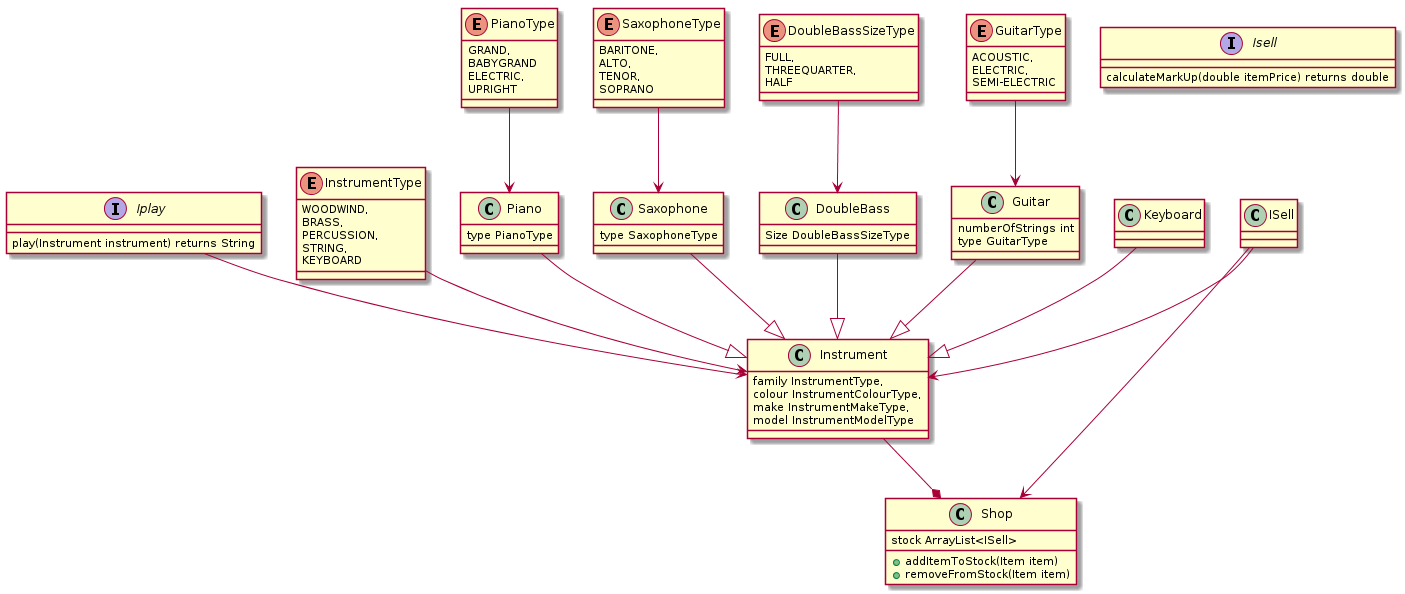 E PianoType
GRAND,
BABYGRAND
ELECTRIC,
UPRIGHT
E SaxophoneType
BARITONE,
ALTO,
TENOR,
SOPRANO
E DoubleBassSizeType
FULL,
THREEQUARTER,
HALF
E GuitarType
ACOUSTIC,
ELECTRIC,
SEMI-ELECTRIC
I Isell
calculateMarkUp(double itemPrice) returns double
I Iplay
play(Instrument instrument) returns String
E InstrumentType
WOODWIND,
BRASS,
PERCUSSION,
STRING,
KEYBOARD
C Piano
type PianoType
C Saxophone
type SaxophoneType
C DoubleBass
Size DoubleBassSizeType
C Guitar
numberOfStrings int
type GuitarType
C Keyboard
C ISell
C Instrument
family InstrumentType,
colour InstrumentColourType,
make InstrumentMakeType,
model InstrumentModelType
C Shop
stock ArrayList<ISell>
addItemToStock(Item item)
removeFromStock(Item item)